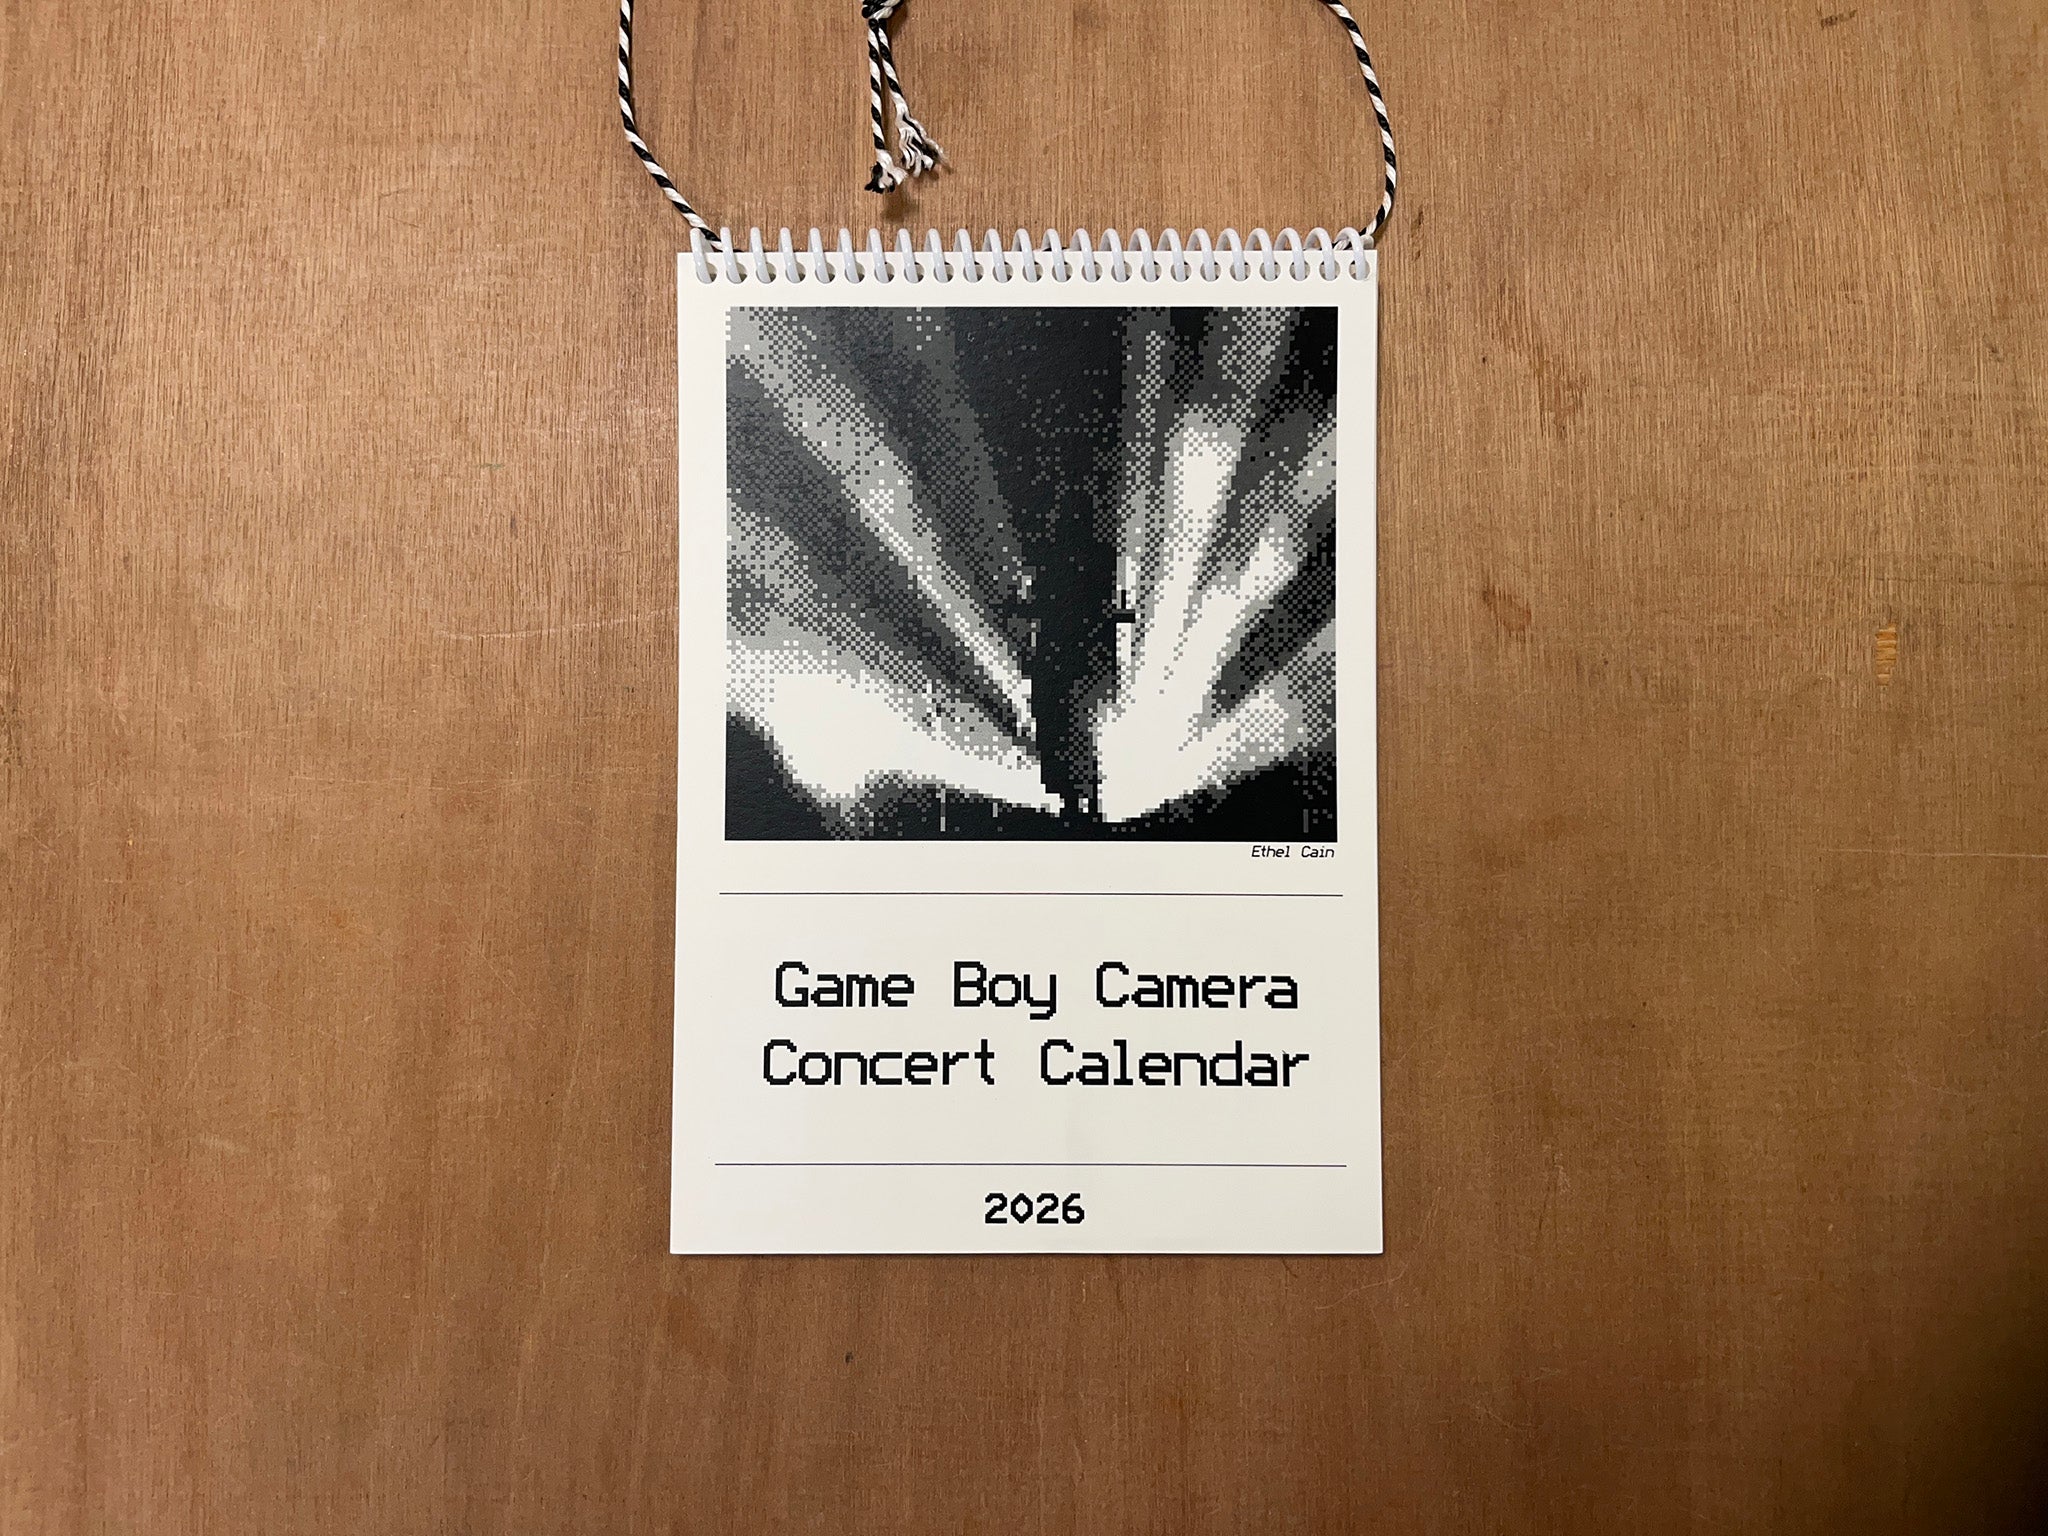 Ethel Cain
Game Boy Camera
Concert Calendar
2026